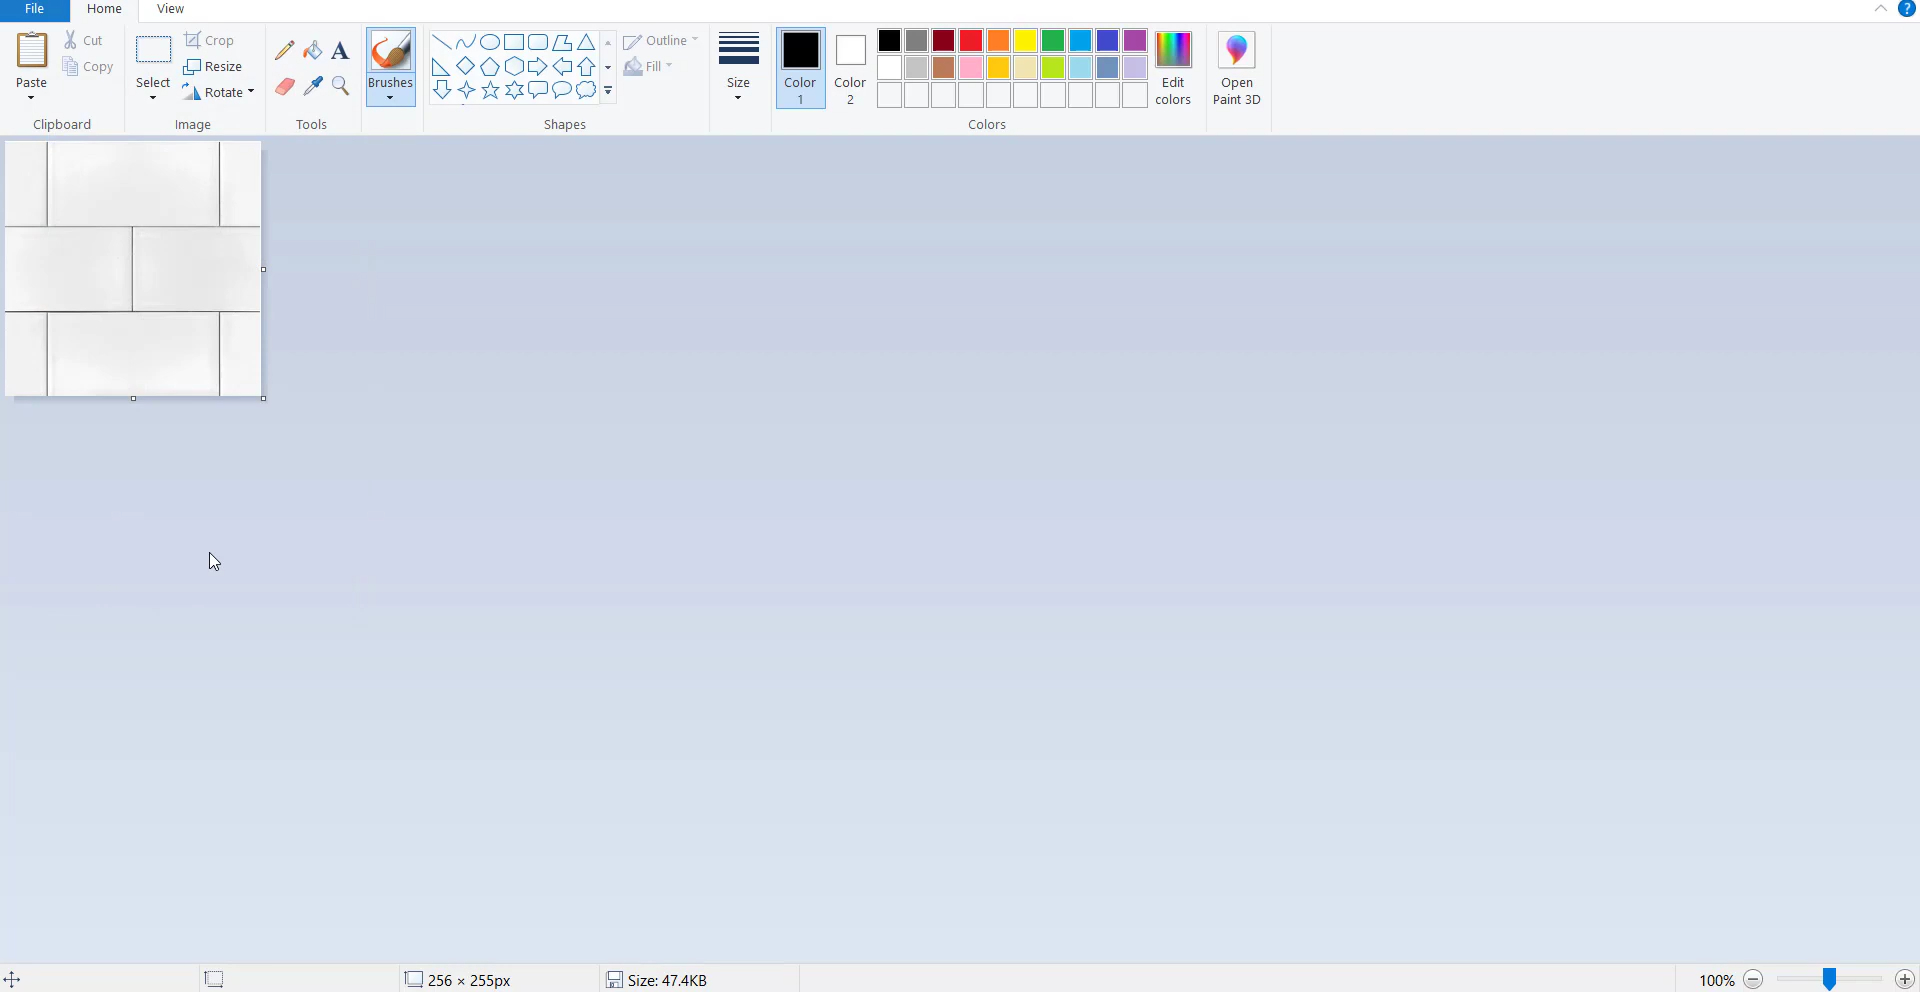 File Home View ?
Paste Cut Copy Clipboard
Select Crop Resize Rotate Image
A Tools
Brushes
Shapes Outline Fill
Size
Color 1
Color 2
Colors
Edit colors
Open Paint 3D
256 × 255px
Size: 47.4KB
100%